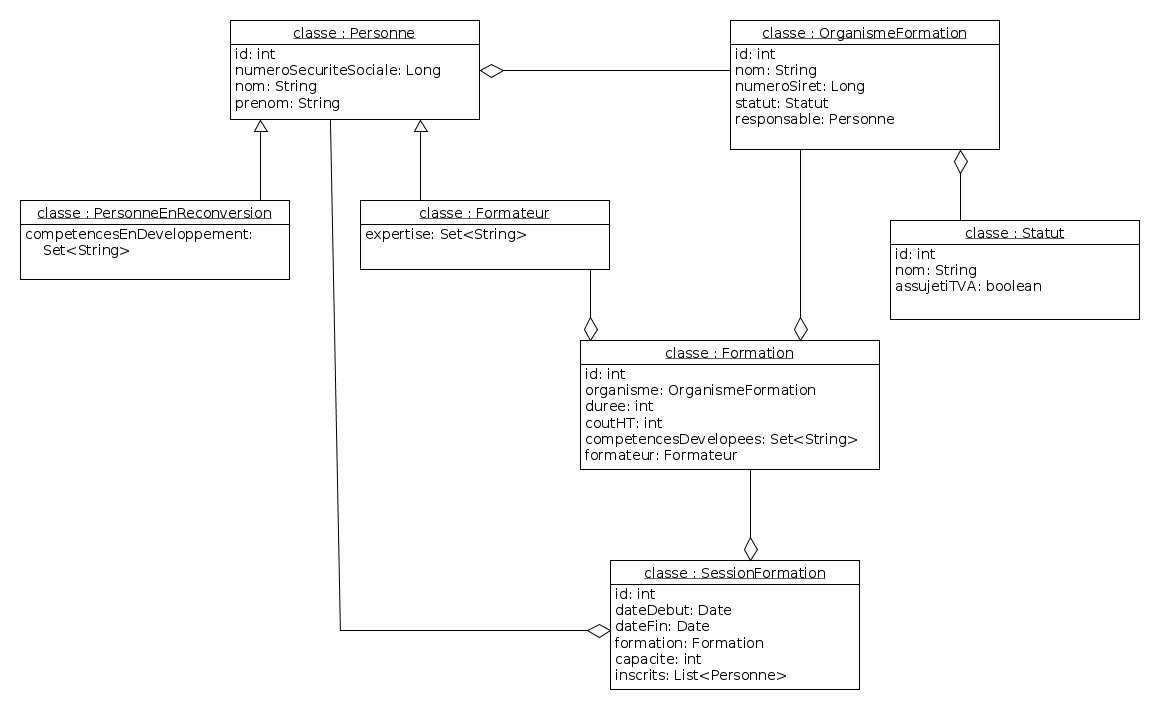 classe : Personne
id: int
numeroSecuriteSociale: Long
nom: String
prenom: String
classe : OrganismeFormation
id: int
nom: String
numeroSiret: Long
statut: Statut
responsable: Personne
classe : PersonneEnReconversion
competencesEnDeveloppement:
Set<String>
classe : Formateur
expertise: Set<String>
classe : Statut
id: int
nom: String
assujetiTVA: boolean
classe : Formation
id: int
organisme: OrganismeFormation
duree: int
coutHT: int
competencesDevelopees: Set<String>
formateur: Formateur
classe : SessionFormation
id: int
dateDebut: Date
dateFin: Date
formation: Formation
capacite: int
inscrits: List<Personne>